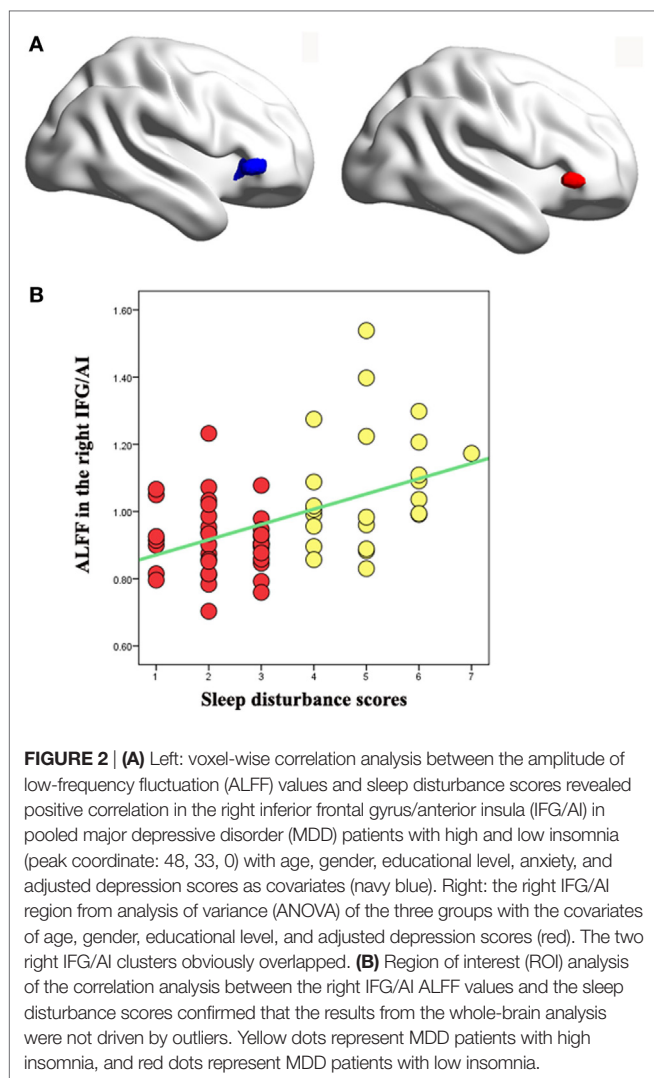 A
B
ALFF in the right IFG/AI
1.60
1.40
1.20
1.00
0.80
0.60
1 2 3 4 5 6 7
Sleep disturbance scores
FIGURE 2 | (A) Left: voxel-wise correlation analysis between the amplitude of
low-frequency fluctuation (ALFF) values and sleep disturbance scores revealed
positive correlation in the right inferior frontal gyrus/anterior insula (IFG/AI) in
pooled major depressive disorder (MDD) patients with high and low insomnia
(peak coordinate: 48, 33, 0) with age, gender, educational level, anxiety, and
adjusted depression scores as covariates (navy blue). Right: the right IFG/AI
region from analysis of variance (ANOVA) of the three groups with the covariates
of age, gender, educational level, and adjusted depression scores (red). The two
right IFG/AI clusters obviously overlapped. (B) Region of interest (ROI) analysis
of the correlation analysis between the right IFG/AI ALFF values and the sleep
disturbance scores confirmed that the results from the whole-brain analysis
were not driven by outliers. Yellow dots represent MDD patients with high
insomnia, and red dots represent MDD patients with low insomnia.